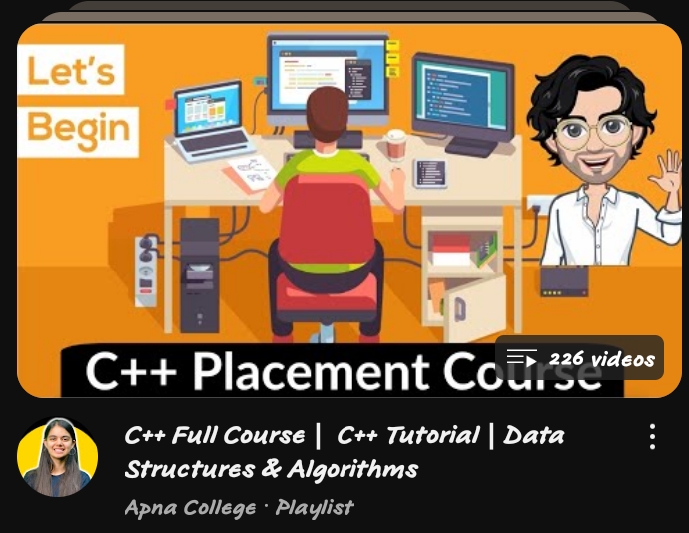 Let's
Begin
C++ Placement Course
226 videos
C++ Full Course | C++ Tutorial | Data
Structures & Algorithms
Apna College · Playlist